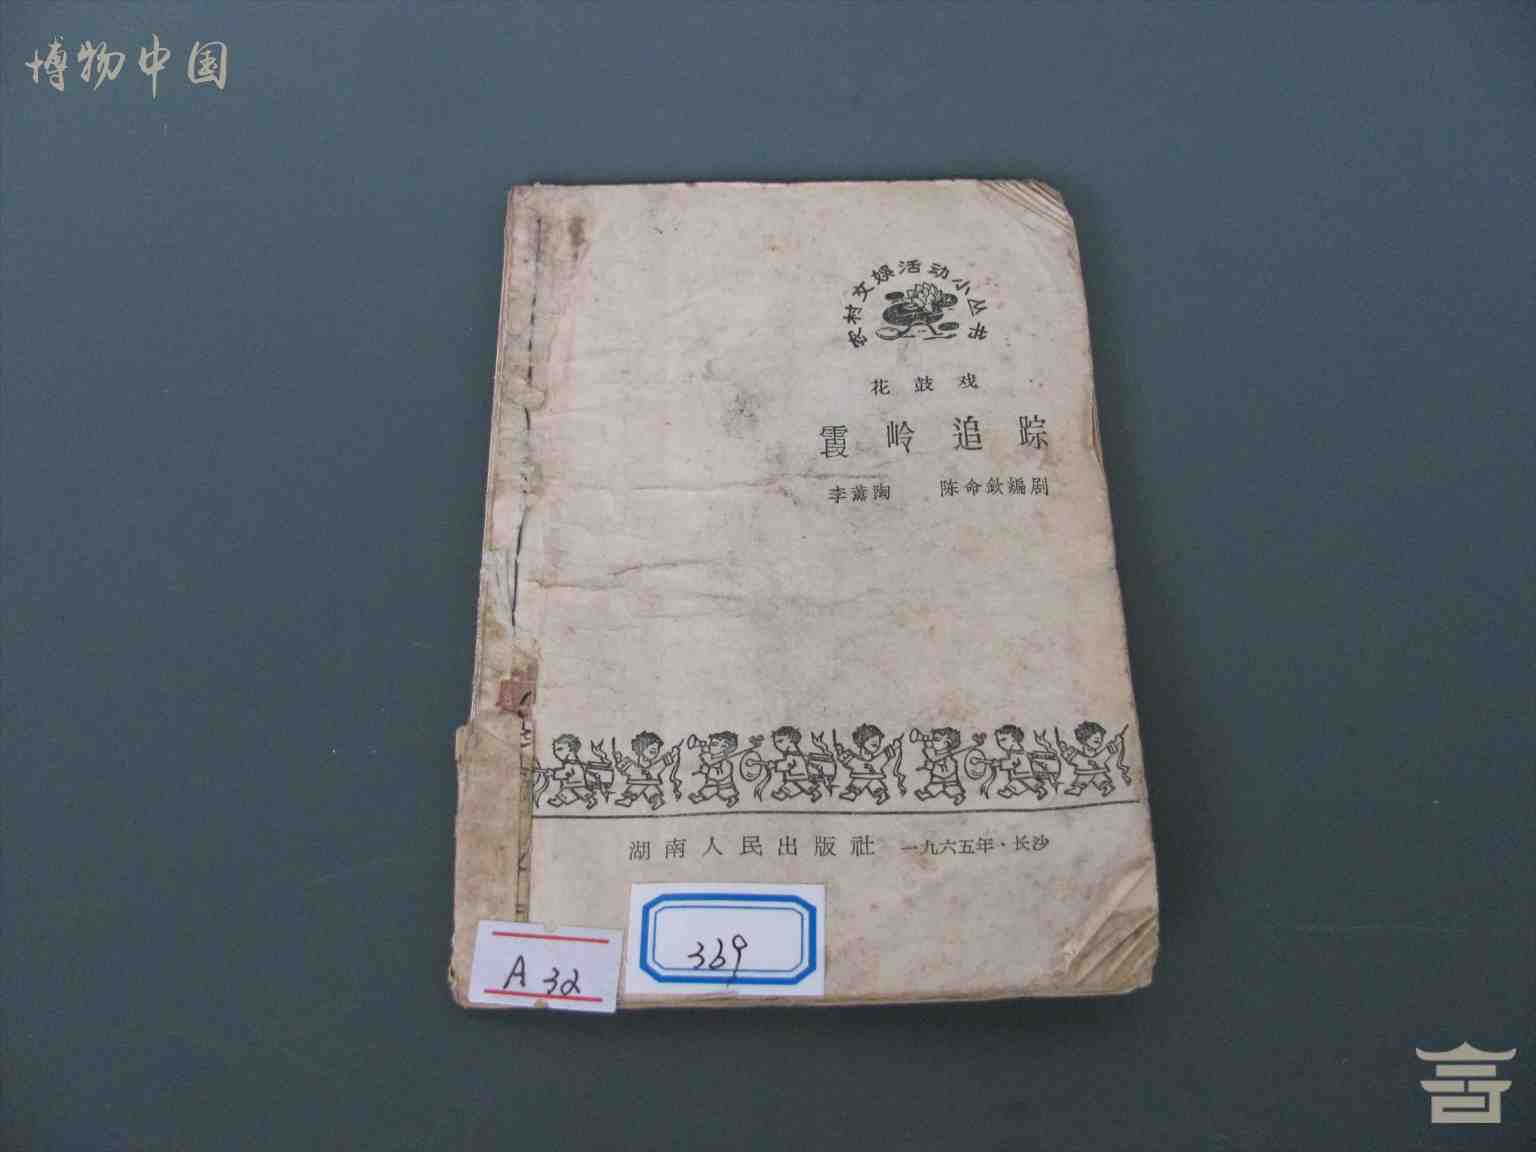 博物中国
农村文娱活动小丛书
花鼓戏
霞岭追踪
李薰陶 陈命钦编剧
湖南人民出版社 一九六五年·长沙
A 32
369